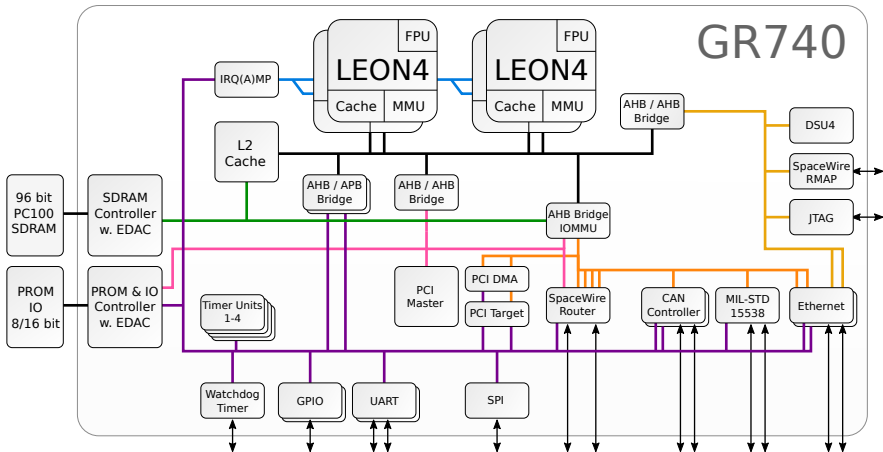 GR740
FPU
LEON4
Cache
MMU
FPU
LEON4
Cache
MMU
IRQ(A)MP
AHB / AHB
Bridge
DSU4
SpaceWire
RMAP
JTAG
L2
Cache
AHB / APB
Bridge
AHB / AHB
Bridge
AHB Bridge
IOMMU
96 bit
PC100
SDRAM
SDRAM
Controller
w. EDAC
PROM
IO
8/16 bit
PROM & IO
Controller
w. EDAC
Timer Units
1-4
PCI
Master
PCI DMA
PCI Target
SpaceWire
Router
CAN
Controller
MIL-STD
1553B
Ethernet
Watchdog
Timer
GPIO
UART
SPI